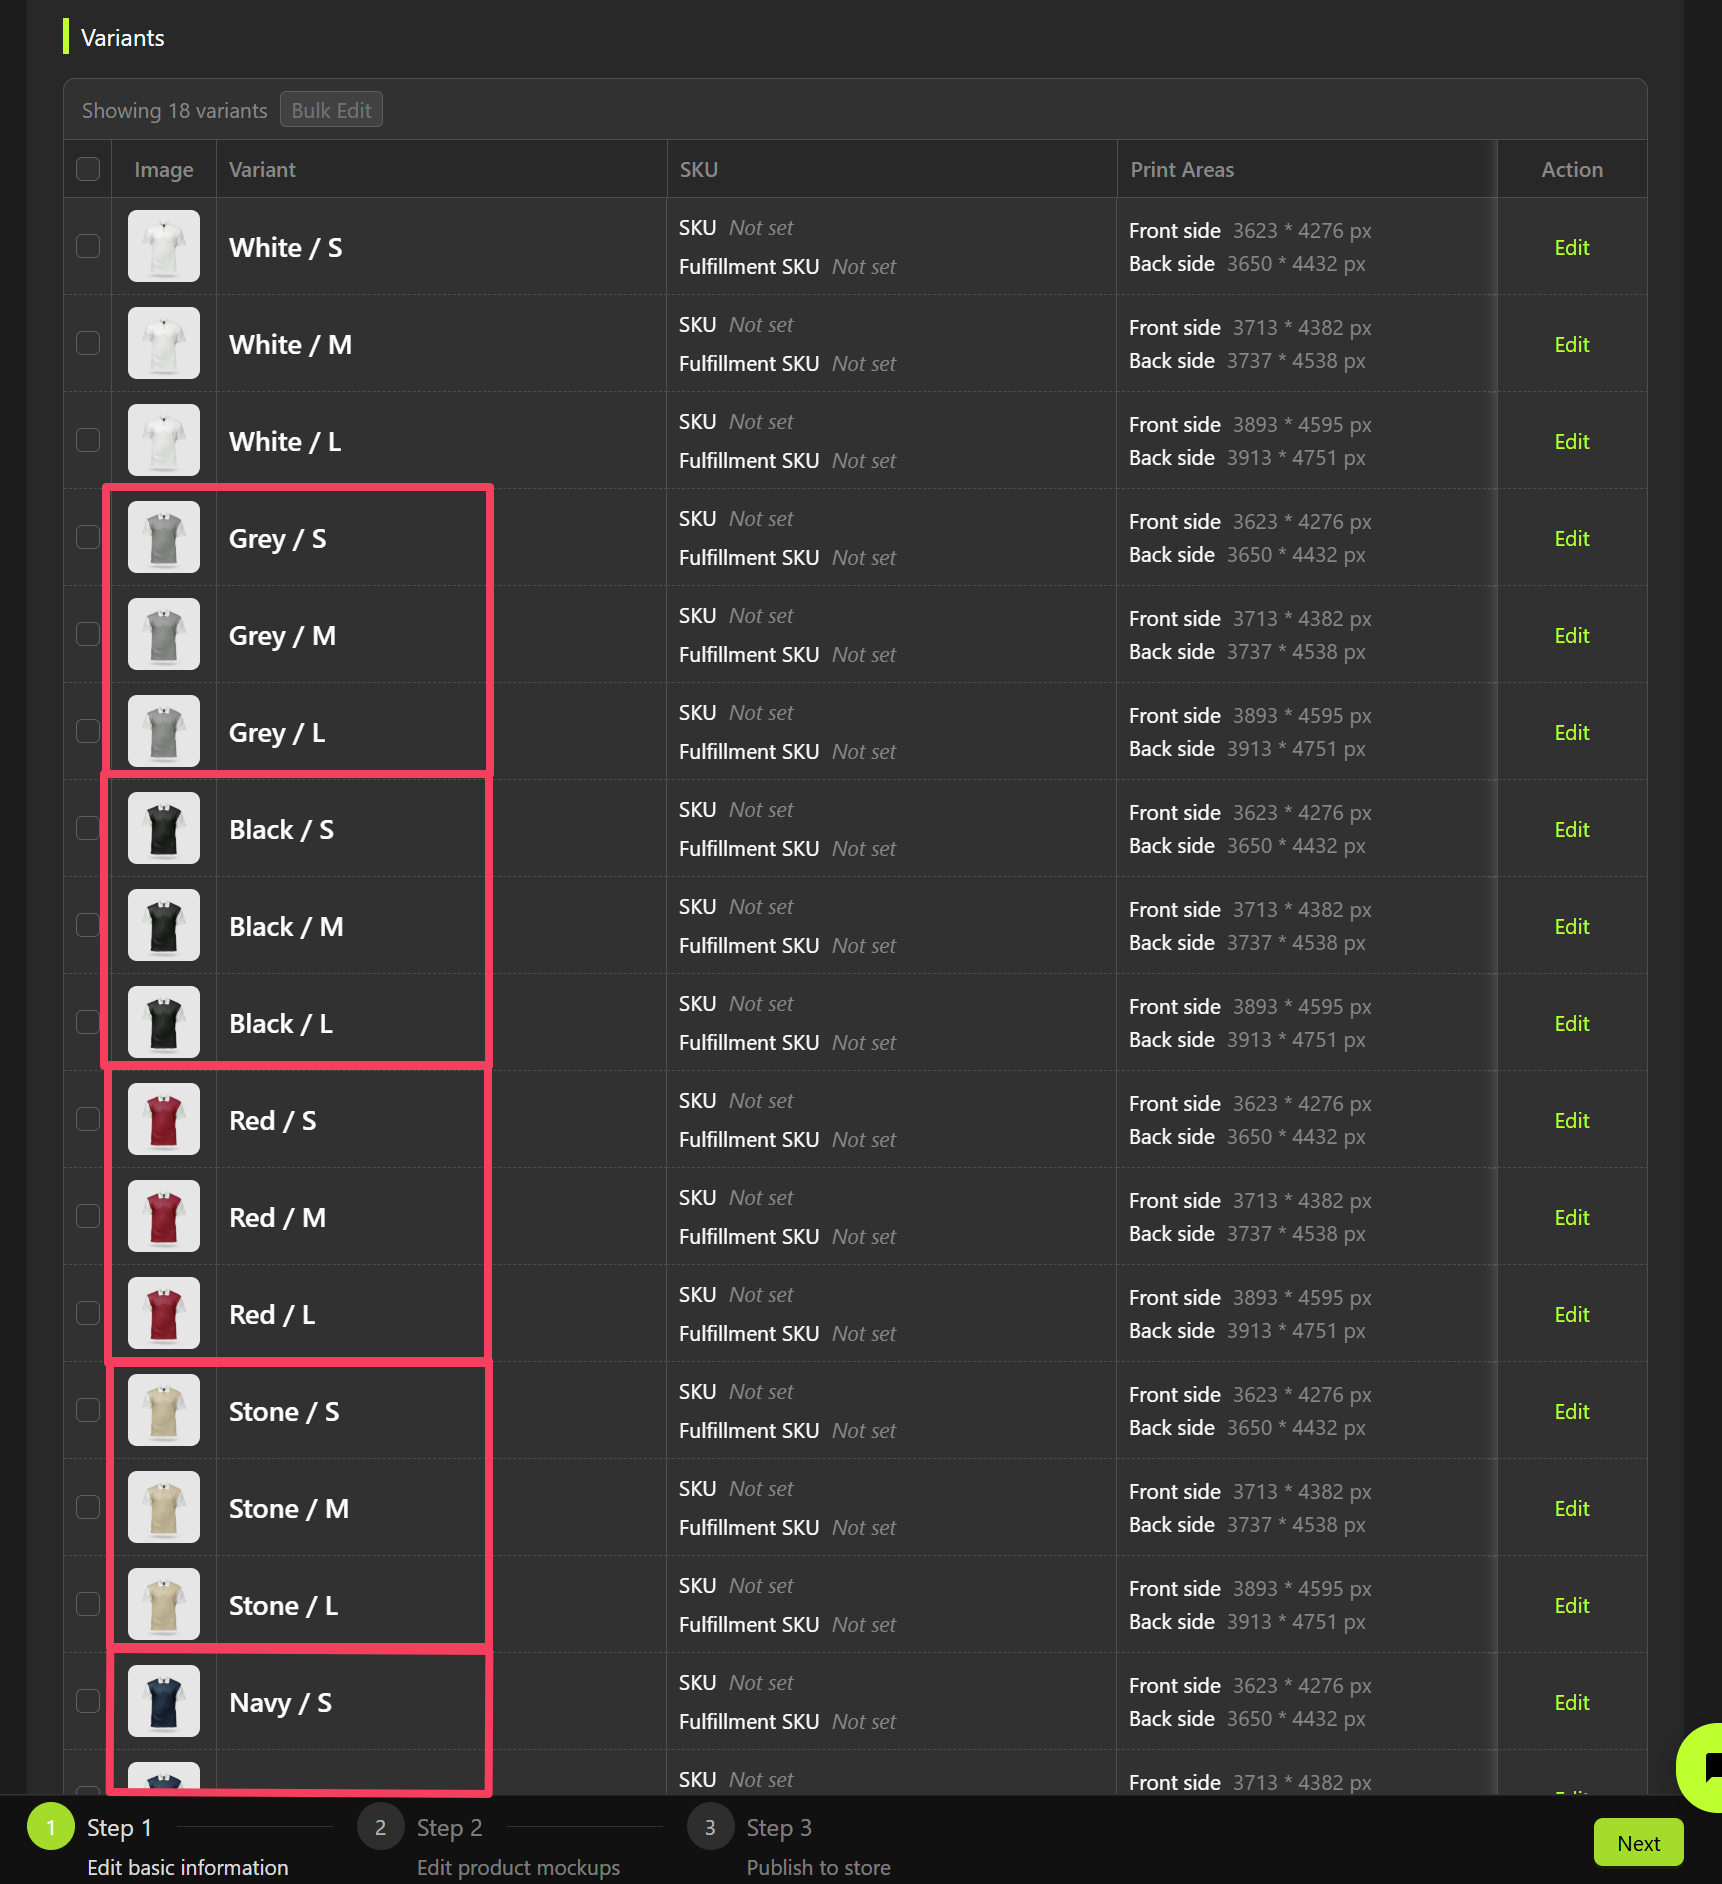 Variants
Showing 18 variants Bulk Edit
Image Variant SKU Print Areas Action
White / S SKU Not set Front side 3623 * 4276 px Edit
Fulfillment SKU Not set Back side 3650 * 4432 px
White / M SKU Not set Front side 3713 * 4382 px Edit
Fulfillment SKU Not set Back side 3737 * 4538 px
White / L SKU Not set Front side 3893 * 4595 px Edit
Fulfillment SKU Not set Back side 3913 * 4751 px
Grey / S SKU Not set Front side 3623 * 4276 px Edit
Fulfillment SKU Not set Back side 3650 * 4432 px
Grey / M SKU Not set Front side 3713 * 4382 px Edit
Fulfillment SKU Not set Back side 3737 * 4538 px
Grey / L SKU Not set Front side 3893 * 4595 px Edit
Fulfillment SKU Not set Back side 3913 * 4751 px
Black / S SKU Not set Front side 3623 * 4276 px Edit
Fulfillment SKU Not set Back side 3650 * 4432 px
Black / M SKU Not set Front side 3713 * 4382 px Edit
Fulfillment SKU Not set Back side 3737 * 4538 px
Black / L SKU Not set Front side 3893 * 4595 px Edit
Fulfillment SKU Not set Back side 3913 * 4751 px
Red / S SKU Not set Front side 3623 * 4276 px Edit
Fulfillment SKU Not set Back side 3650 * 4432 px
Red / M SKU Not set Front side 3713 * 4382 px Edit
Fulfillment SKU Not set Back side 3737 * 4538 px
Red / L SKU Not set Front side 3893 * 4595 px Edit
Fulfillment SKU Not set Back side 3913 * 4751 px
Stone / S SKU Not set Front side 3623 * 4276 px Edit
Fulfillment SKU Not set Back side 3650 * 4432 px
Stone / M SKU Not set Front side 3713 * 4382 px Edit
Fulfillment SKU Not set Back side 3737 * 4538 px
Stone / L SKU Not set Front side 3893 * 4595 px Edit
Fulfillment SKU Not set Back side 3913 * 4751 px
Navy / S SKU Not set Front side 3623 * 4276 px Edit
Fulfillment SKU Not set Back side 3650 * 4432 px
SKU Not set Front side 3713 * 4382 px
1 Step 1 2 Step 2 3 Step 3
Edit basic information Edit product mockups Publish to store
Next